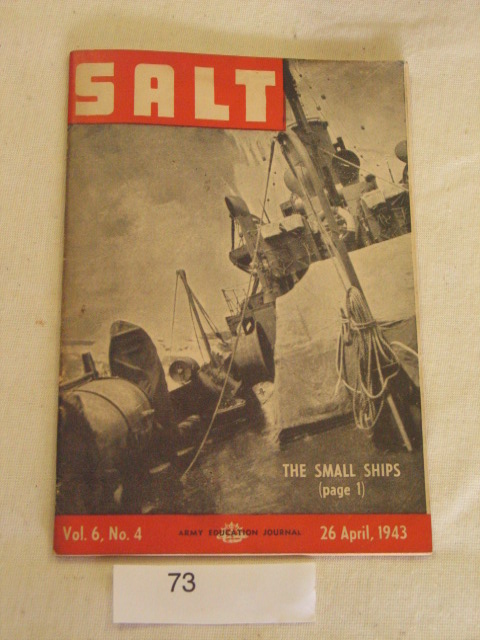 SALT
THE SMALL SHIPS
(page 1)
Vol. 6, No. 4 ARMY EDUCATION JOURNAL 26 April, 1943
73